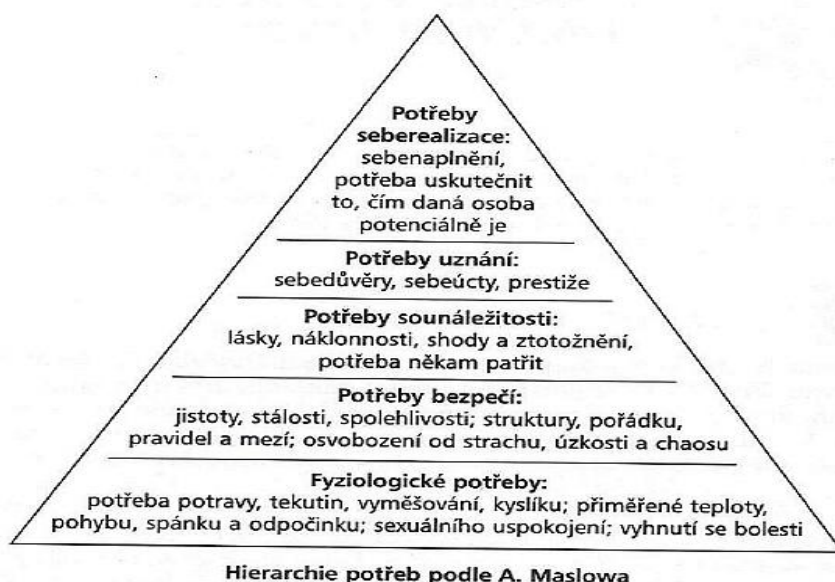 Potřeby
seberealizace:
sebenaplnění,
potřeba uskutečnit
to, čím daná osoba
potenciálně je
Potřeby uznání:
sebedůvěry, sebeúcty, prestiže
Potřeby sounáležitosti:
lásky, náklonnosti, shody a ztotožnění,
potřeba někam patřit
Potřeby bezpečí:
jistoty, stálosti, spolehlivosti; struktury, pořádku,
pravidel a mezí; osvobození od strachu, úzkosti a chaosu
Fyziologické potřeby:
potřeba potravy, tekutin, vyměšování, kyslíku; přiměřené teploty,
pohybu, spánku a odpočinku; sexuálního uspokojení; vyhnutí se bolesti
Hierarchie potřeb podle A. Maslowa